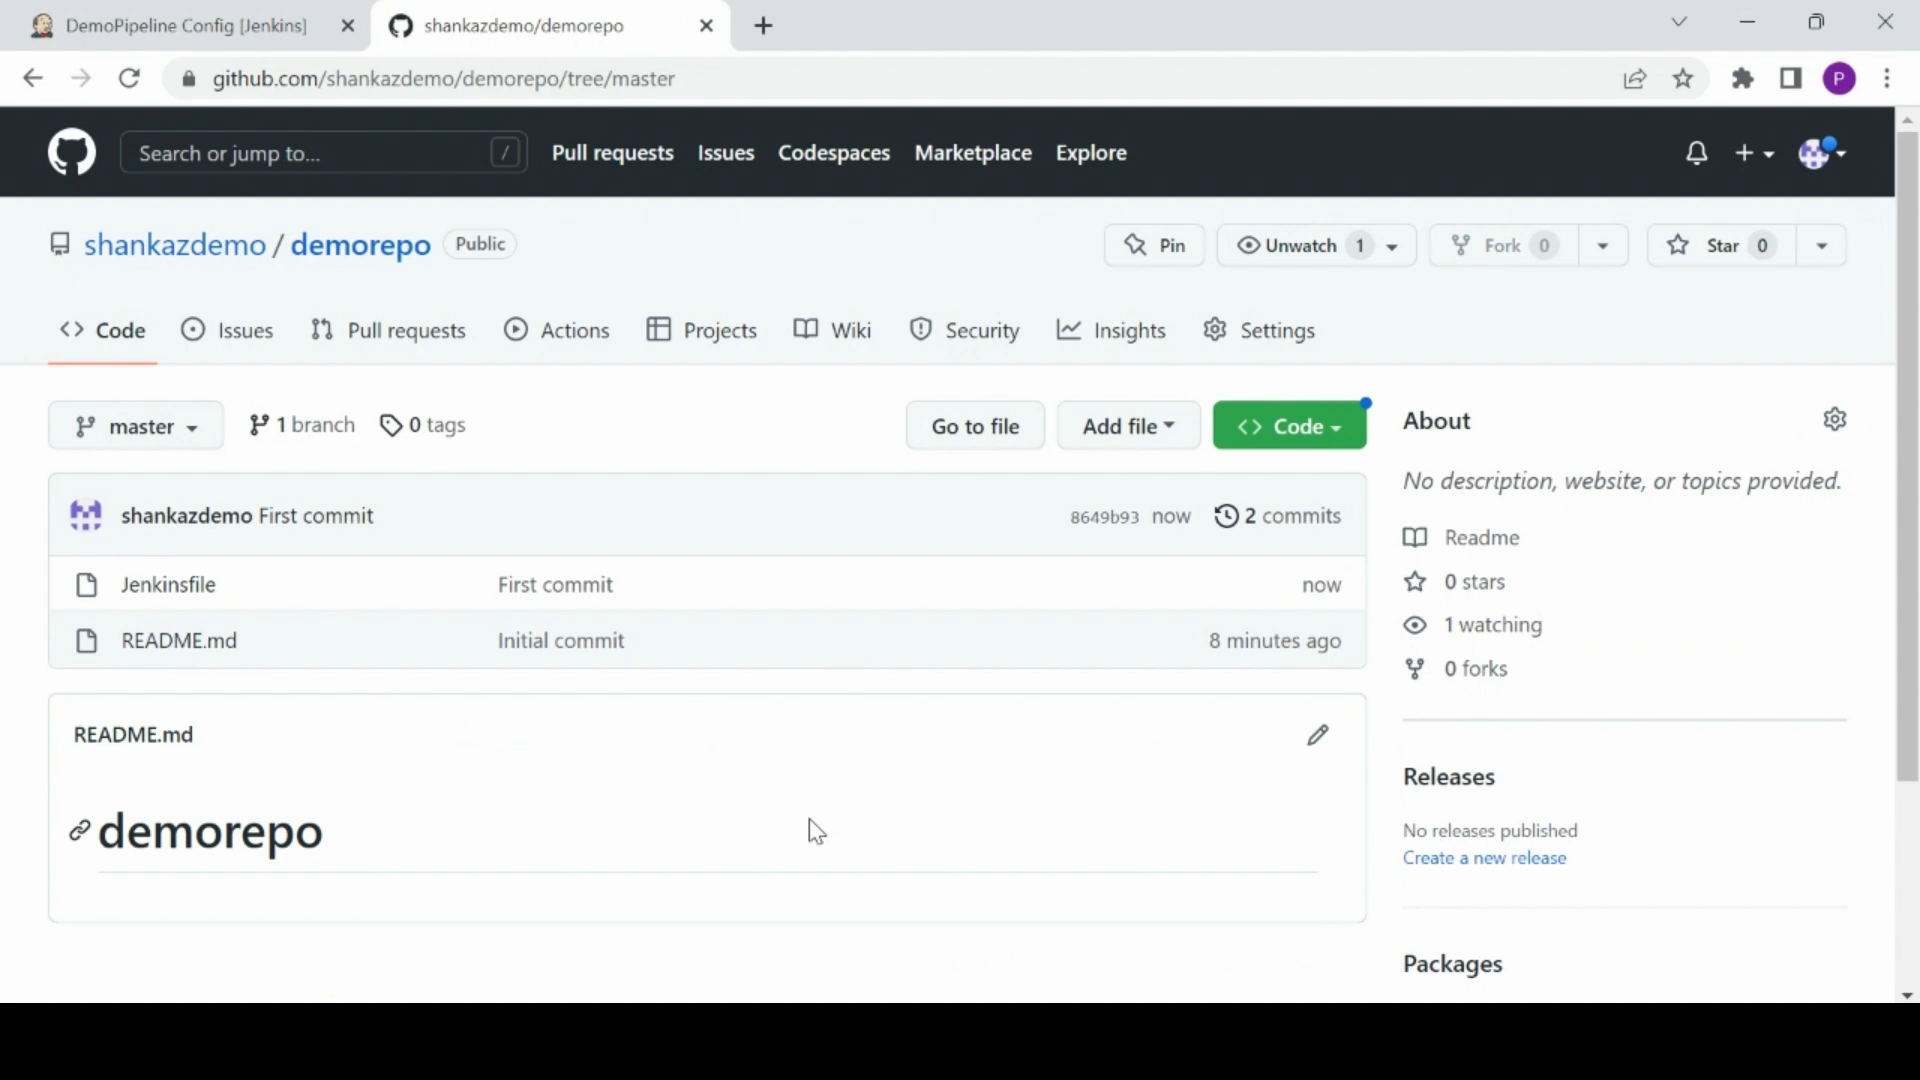 DemoPipeline Config [Jenkins]
shankazdemo/demorepo
github.com/shankazdemo/demorepo/tree/master
P
Search or jump to...
/
Pull requests
Issues
Codespaces
Marketplace
Explore
shankazdemo / demorepo
Public
Pin
Unwatch 1
Fork 0
Star 0
Code
Issues
Pull requests
Actions
Projects
Wiki
Security
Insights
Settings
master
1 branch
0 tags
Go to file
Add file
Code
About
No description, website, or topics provided.
shankazdemo First commit
8649b93 now
2 commits
Jenkinsfile
First commit
now
README.md
Initial commit
8 minutes ago
Readme
0 stars
1 watching
0 forks
README.md
demorepo
Releases
No releases published
Create a new release
Packages